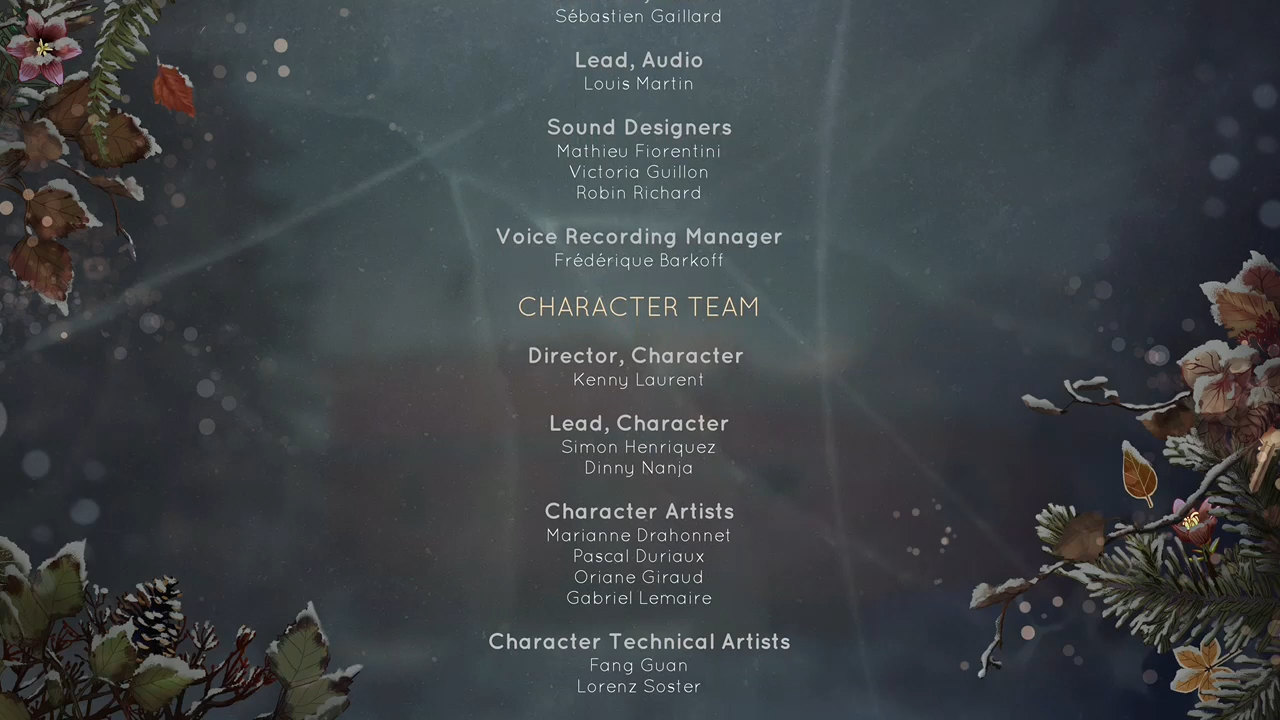 Sébastien Gaillard
Lead, Audio
Louis Martin
Sound Designers
Mathieu Fiorentini
Victoria Guillon
Robin Richard
Voice Recording Manager
Frédérique Barkoff
CHARACTER TEAM
Director, Character
Kenny Laurent
Lead, Character
Simon Henriquez
Dinny Nanja
Character Artists
Marianne Drahonnet
Pascal Duriaux
Oriane Giraud
Gabriel Lemaire
Character Technical Artists
Fang Guan
Lorenz Soster